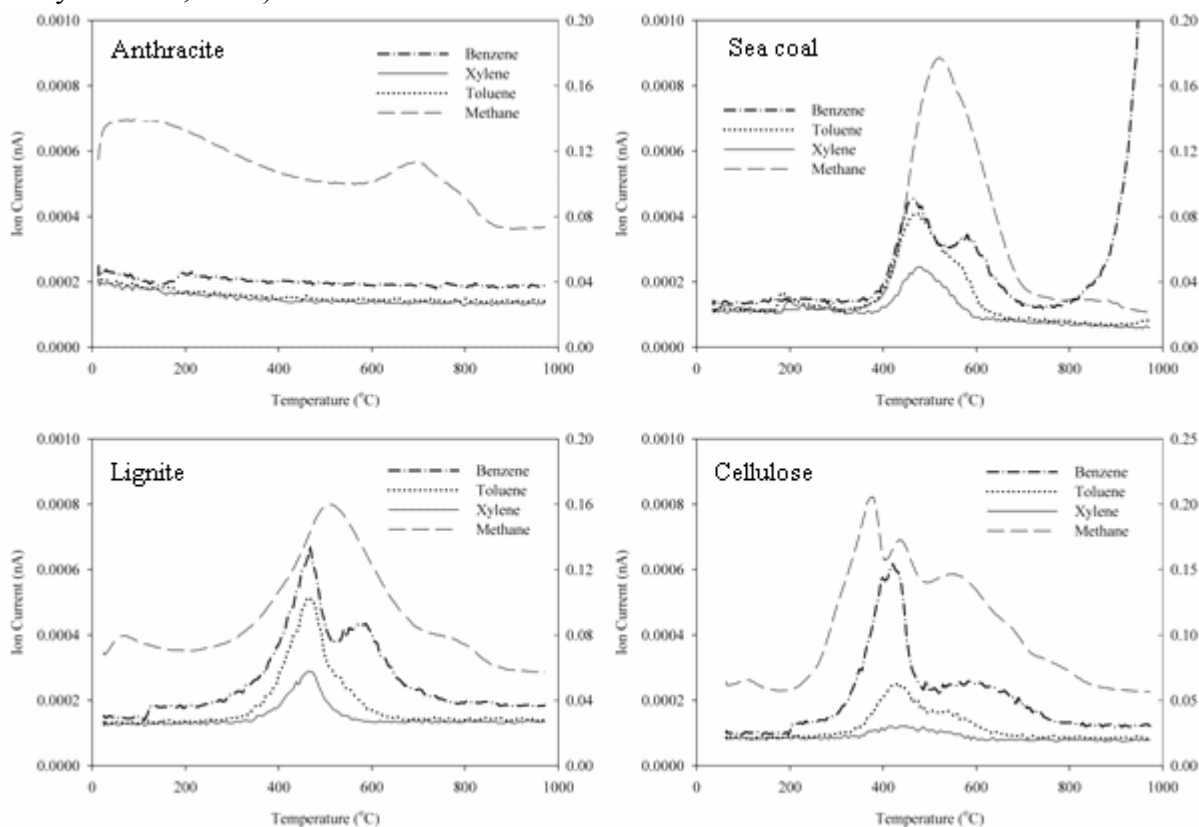 Anthracite
Benzene
Xylene
Toluene
Methane
0.0010
0.0008
0.0006
0.0004
0.0002
0.0000
Ion Current (nA)
0.20
0.16
0.12
0.08
0.04
0.00
0 200 400 600 800 1000
Temperature (°C)
Sea coal
Benzene
Toluene
Xylene
Methane
0.0010
0.0008
0.0006
0.0004
0.0002
0.0000
Ion Current (nA)
0.20
0.16
0.12
0.08
0.04
0.00
0 200 400 600 800 1000
Temperature (°C)
Lignite
Benzene
Toluene
Xylene
Methane
0.0010
0.0008
0.0006
0.0004
0.0002
0.0000
Ion Current (nA)
0.20
0.16
0.12
0.08
0.04
0.00
0 200 400 600 800 1000
Temperature (°C)
Cellulose
Benzene
Toluene
Xylene
Methane
0.0010
0.0008
0.0006
0.0004
0.0002
0.0000
Ion Current (nA)
0.25
0.20
0.15
0.10
0.05
0.00
0 200 400 600 800 1000
Temperature (°C)